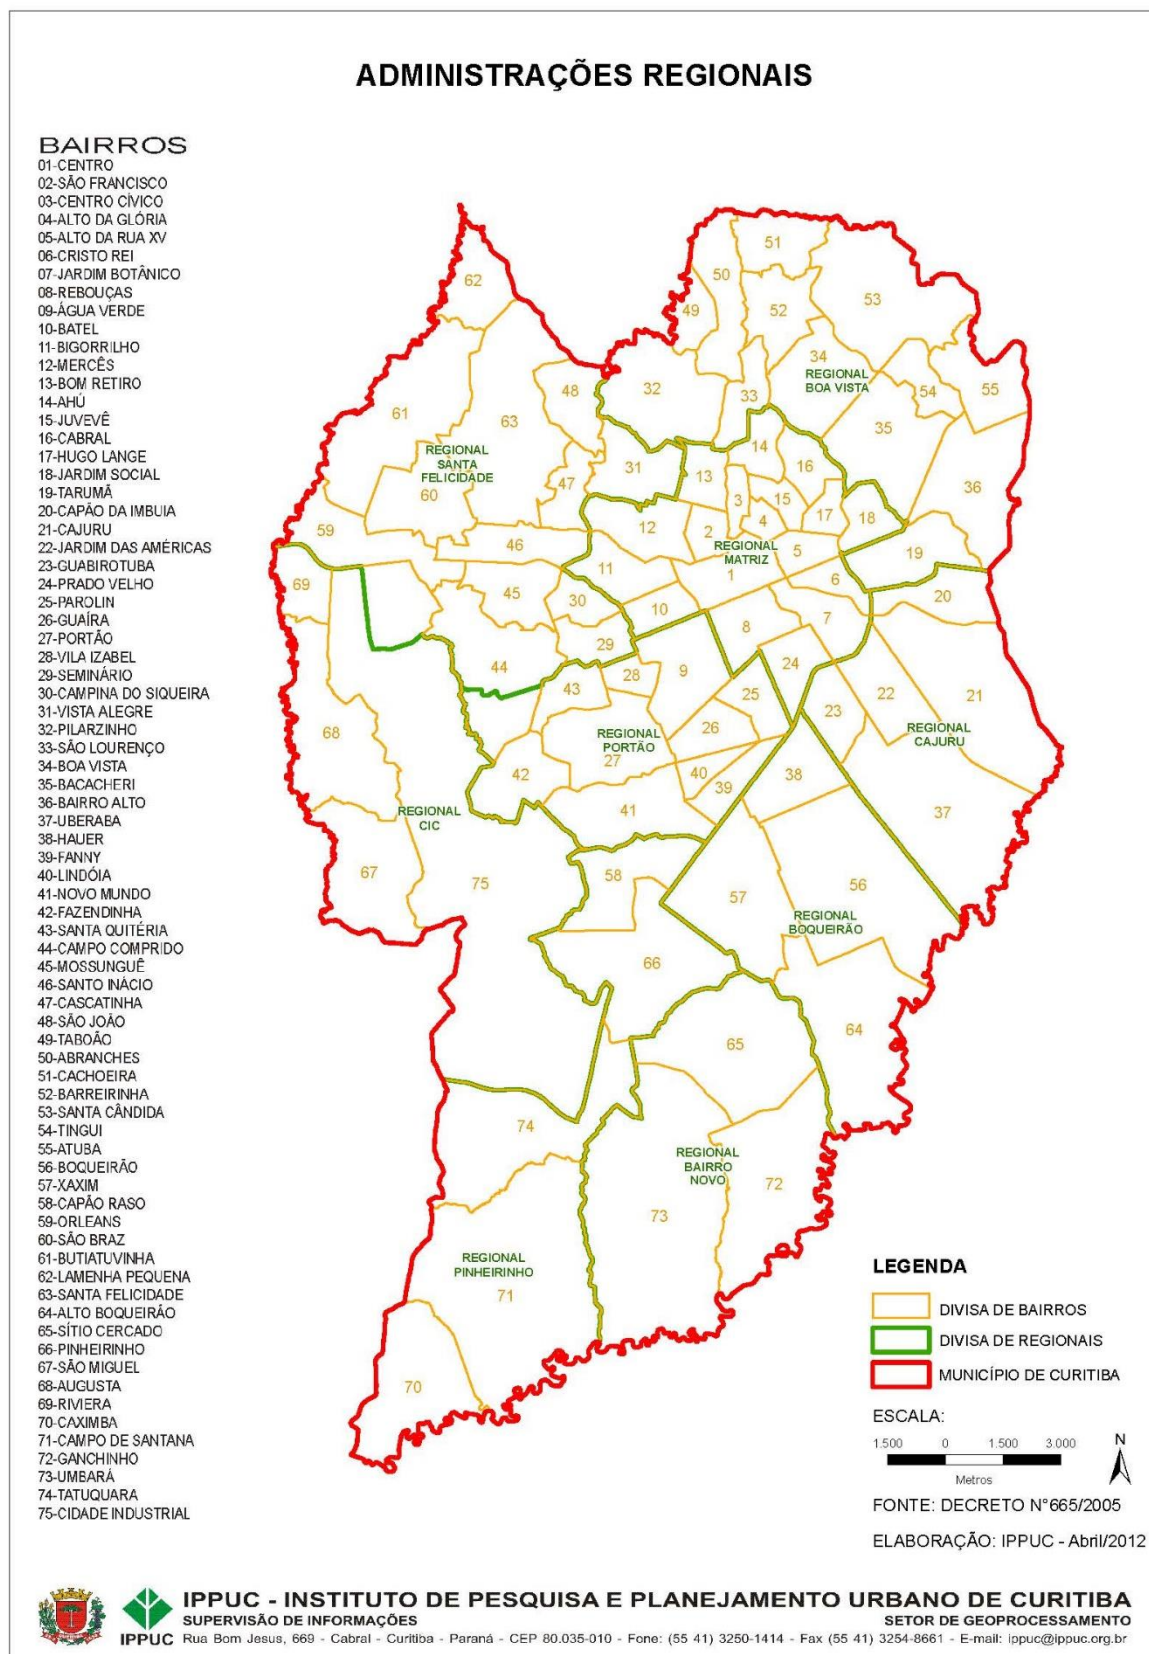 ADMINISTRAÇÕES REGIONAIS
BAIRROS
01-CENTRO
02-SÃO FRANCISCO
03-CENTRO CÍVICO
04-ALTO DA GLÓRIA
05-ALTO DA RUA XV
06-CRISTO REI
07-JARDIM BOTÂNICO
08-REBOUÇAS
09-ÁGUA VERDE
10-BATEL
11-BIGORRILHO
12-MERCÊS
13-BOM RETIRO
14-AHÚ
15-JUVEVÊ
16-CABRAL
17-HUGO LANGE
18-JARDIM SOCIAL
19-TARUMÃ
20-CAPÃO DA IMBUIA
21-CAJURU
22-JARDIM DAS AMÉRICAS
23-GUABIROTUBA
24-PRADO VELHO
25-PAROLIN
26-GUAÍRA
27-PORTÃO
28-VILA IZABEL
29-SEMINÁRIO
30-CAMPINA DO SIQUEIRA
31-VISTA ALEGRE
32-PILARZINHO
33-SÃO LOURENÇO
34-BOA VISTA
35-BACACHERI
36-BAIRRO ALTO
37-UBERABA
38-HAUER
39-FANNY
40-LINDÓIA
41-NOVO MUNDO
42-FAZENDINHA
43-SANTA QUITÉRIA
44-CAMPO COMPRIDO
45-MOSSUNGUÊ
46-SANTO INÁCIO
47-CASCATINHA
48-SÃO JOÃO
49-TABOÃO
50-ABRANCHES
51-CACHOEIRA
52-BARREIRINHA
53-SANTA CÂNDIDA
54-TINGUI
55-ATUBA
56-BOQUEIRÃO
57-XAXIM
58-CAPÃO RASO
59-ORLEANS
60-SÃO BRAZ
61-BUTIATUVINHA
62-LAMENHA PEQUENA
63-SANTA FELICIDADE
64-ALTO BOQUEIRÃO
65-SÍTIO CERCADO
66-PINHEIRINHO
67-SÃO MIGUEL
68-AUGUSTA
69-RIVIERA
70-CAXIMBA
71-CAMPO DE SANTANA
72-GANCHINHO
73-UMBARÁ
74-TATUQUARA
75-CIDADE INDUSTRIAL
51
50
62
53
49
52
34
REGIONAL
BOA VISTA
48
32
54
55
33
61
63
35
14
REGIONAL
SANTA
FELICIDADE
31
16
13
47
36
60
3
15
17
18
4
12
2
59
46
5
19
REGIONAL
MATRIZ
11
1
6
69
45
30
10
20
7
8
29
44
24
9
28
43
25
22
21
23
68
26
REGIONAL
PORTÃO
27
REGIONAL
CAJURU
42
40
38
39
41
REGIONAL
CIC
37
67
75
58
57
56
REGIONAL
BOQUEIRÃO
66
64
65
74
REGIONAL
BAIRRO
NOVO
72
73
REGIONAL
PINHEIRINHO
71
70
LEGENDA
DIVISA DE BAIRROS
DIVISA DE REGIONAIS
MUNICÍPIO DE CURITIBA
ESCALA:
1.500 0 1.500 3.000
Metros
N
FONTE: DECRETO N°665/2005
ELABORAÇÃO: IPPUC - Abril/2012
IPPUC
IPPUC - INSTITUTO DE PESQUISA E PLANEJAMENTO URBANO DE CURITIBA
SUPERVISÃO DE INFORMAÇÕES SETOR DE GEOPROCESSAMENTO
Rua Bom Jesus, 669 - Cabral - Curitiba - Paraná - CEP 80.035-010 - Fone: (55 41) 3250-1414 - Fax (55 41) 3254-8661 - E-mail: ippuc@ippuc.org.br